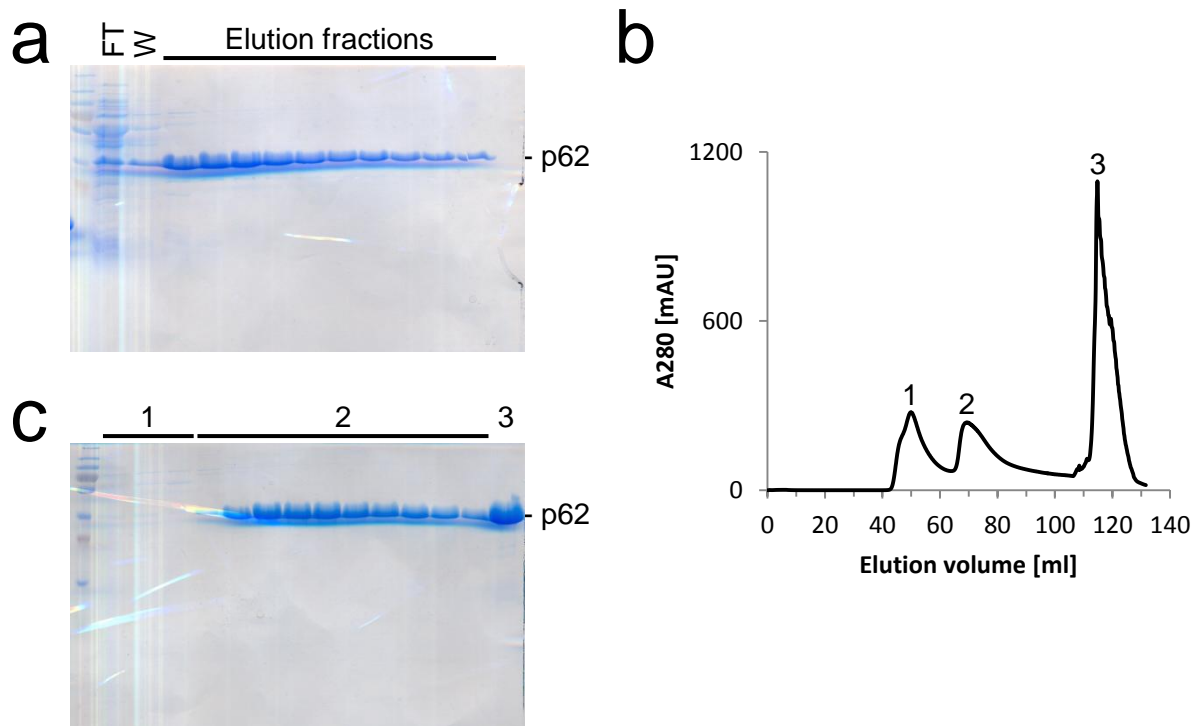 a
FT
W
Elution fractions
- p62
b
A280 [mAU]
1200
600
0
1
2
3
0 20 40 60 80 100 120 140
Elution volume [ml]
c
1 2 3
- p62